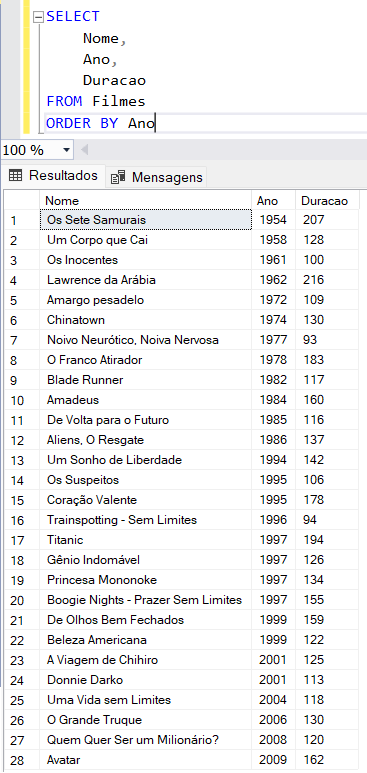 SELECT
Nome,
Ano,
Duracao
FROM Filmes
ORDER BY Ano
100 %
Resultados Mensagens
Nome Ano Duracao
1 Os Sete Samurais 1954 207
2 Um Corpo que Cai 1958 128
3 Os Inocentes 1961 100
4 Lawrence da Arábia 1962 216
5 Amargo pesadelo 1972 109
6 Chinatown 1974 130
7 Noivo Neurótico, Noiva Nervosa 1977 93
8 O Franco Atirador 1978 183
9 Blade Runner 1982 117
10 Amadeus 1984 160
11 De Volta para o Futuro 1985 116
12 Aliens, O Resgate 1986 137
13 Um Sonho de Liberdade 1994 142
14 Os Suspeitos 1995 106
15 Coração Valente 1995 178
16 Trainspotting - Sem Limites 1996 94
17 Titanic 1997 194
18 Gênio Indomável 1997 126
19 Princesa Mononoke 1997 134
20 Boogie Nights - Prazer Sem Limites 1997 155
21 De Olhos Bem Fechados 1999 159
22 Beleza Americana 1999 122
23 A Viagem de Chihiro 2001 125
24 Donnie Darko 2001 113
25 Uma Vida sem Limites 2004 118
26 O Grande Truque 2006 130
27 Quem Quer Ser um Milionário? 2008 120
28 Avatar 2009 162